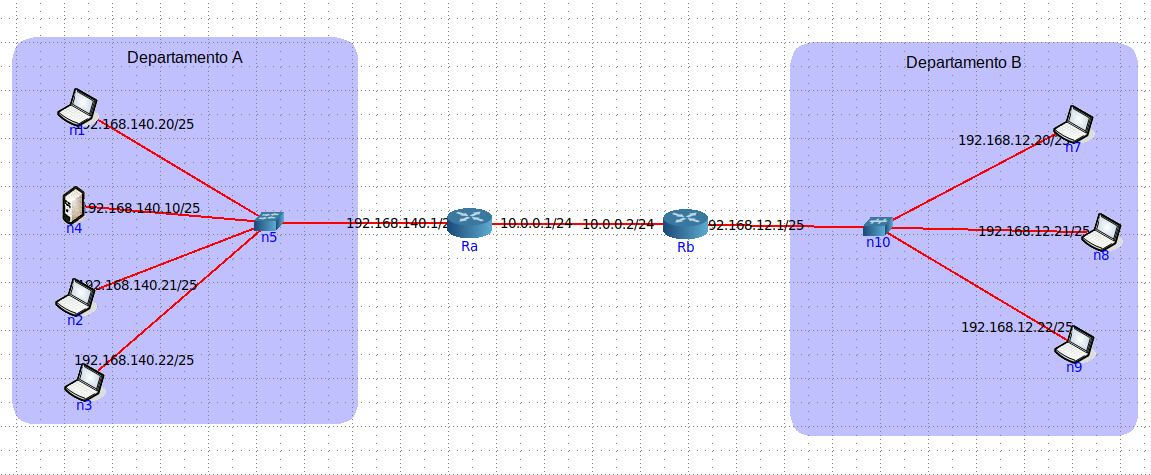 Departamento A
Departamento B
192.168.140.20/25
n1
192.168.140.10/25
n4
n5
192.168.140.21/25
n2
192.168.140.22/25
n3
192.168.140.1/2
Ra
10.0.0.1/24
10.0.0.2/24
Rb
92.168.12.1/25
n10
192.168.12.20/25
n7
192.168.12.21/25
n8
192.168.12.22/25
n9